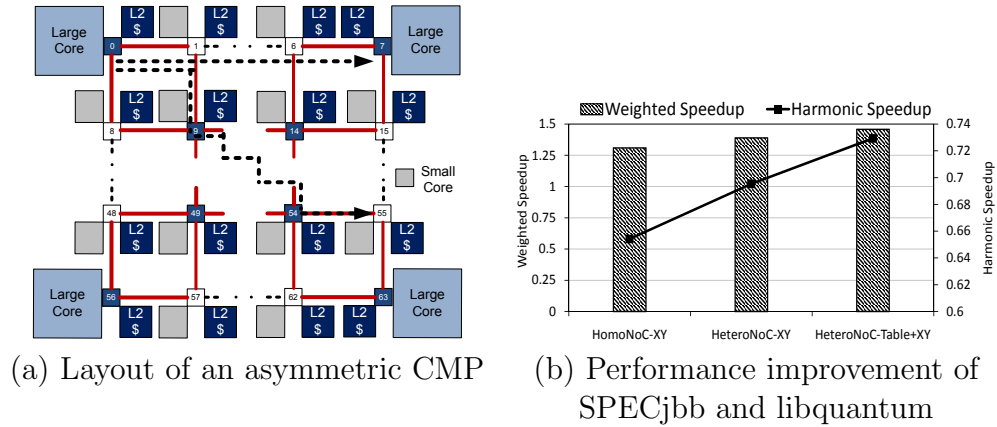 L2 $
L2 $
L2 $
L2 $
Large Core
0
1
6
7
Large Core
L2 $
L2 $
L2 $
L2 $
8
9
14
15
Small Core
48
49
54
55
L2 $
L2 $
L2 $
L2 $
Large Core
56
57
62
63
Large Core
L2 $
L2 $
L2 $
L2 $
(a) Layout of an asymmetric CMP
Weighted Speedup
Harmonic Speedup
1.5
1.25
1
0.75
0.5
0.25
0
Weighted Speedup
0.74
0.72
0.7
0.68
0.66
0.64
0.62
0.6
Harmonic Speedup
HomoNoC-XY
HeteroNoC-XY
HeteroNoC-Table+XY
(b) Performance improvement of
SPECjbb and libquantum